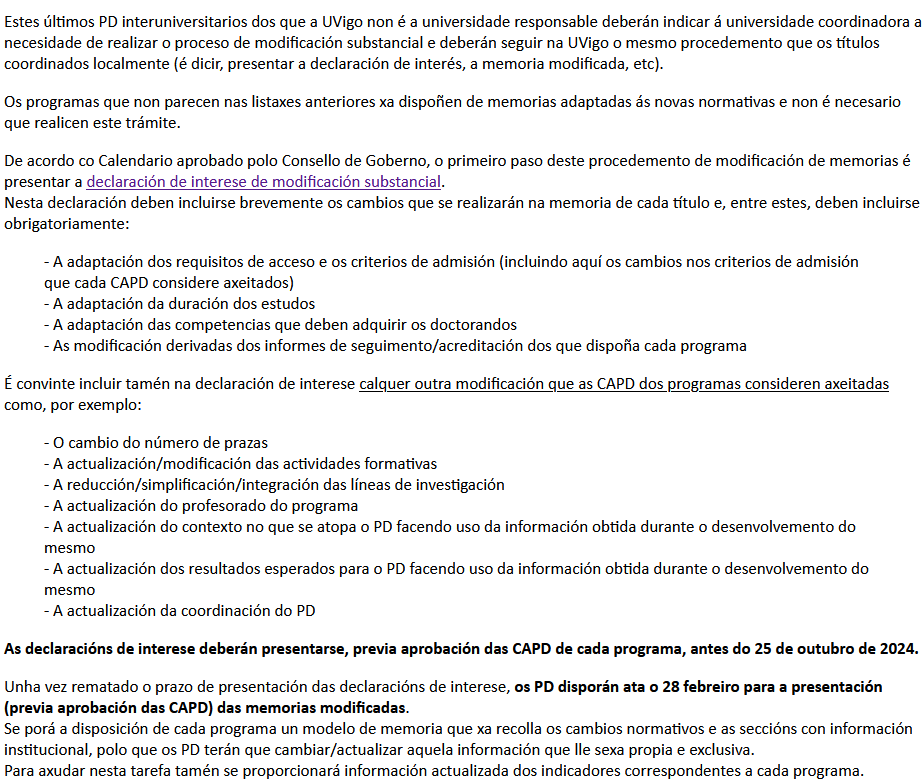 Estes últimos PD interuniversitarios dos que a UVigo non é a universidade responsable deberán indicar á universidade coordinadora a
necesidade de realizar o proceso de modificación substancial e deberán seguir na UVigo o mesmo procedemento que os títulos
coordinados localmente (é dicir, presentar a declaración de interés, a memoria modificada, etc).
Os programas que non parecen nas listaxes anteriores xa dispoñen de memorias adaptadas ás novas normativas e non é necesario
que realicen este trámite.
De acordo co Calendario aprobado polo Consello de Goberno, o primeiro paso deste procedemento de modificación de memorias é
presentar a declaración de interese de modificación substancial.
Nesta declaración deben incluirse brevemente os cambios que se realizarán na memoria de cada título e, entre estes, deben incluirse
obrigatoriamente:
- A adaptación dos requisitos de acceso e os criterios de admisión (incluindo aquí os cambios nos criterios de admisión
que cada CAPD considere axeitados)
- A adaptación da duración dos estudos
- A adaptación das competencias que deben adquirir os doctorandos
- As modificación derivadas dos informes de seguimento/acreditación dos que dispoña cada programa
É convinte incluir tamén na declaración de interese calquer outra modificación que as CAPD dos programas consideren axeitadas
como, por exemplo:
- O cambio do número de prazas
- A actualización/modificación das actividades formativas
- A reducción/simplificación/integración das líneas de investigación
- A actualización do profesorado do programa
- A actualización do contexto no que se atopa o PD facendo uso da información obtida durante o desenvolvemento do
mesmo
- A actualización dos resultados esperados para o PD facendo uso da información obtida durante o desenvolvemento do
mesmo
- A actualización da coordinación do PD
As declaracións de interese deberán presentarse, previa aprobación das CAPD de cada programa, antes do 25 de outubro de 2024.
Unha vez rematado o prazo de presentación das declaracións de interese, os PD disporán ata o 28 febreiro para a presentación
(previa aprobación das CAPD) das memorias modificadas.
Se porá a disposición de cada programa un modelo de memoria que xa recolla os cambios normativos e as seccións con información
institucional, polo que os PD terán que cambiar/actualizar aquela información que lle sexa propia e exclusiva.
Para axudar nesta tarefa tamén se proporcionará información actualizada dos indicadores correspondentes a cada programa.